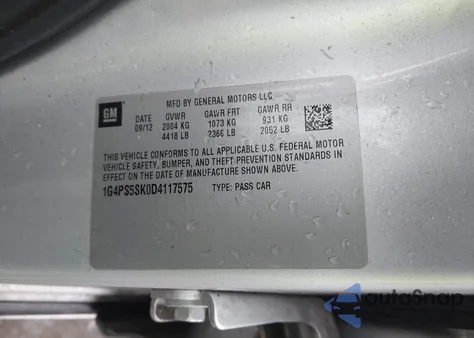 MFD BY GENERAL MOTORS LLC
GM
DATE GVWR GAWR FRT GAWR RR
09/12 2004 KG 1073 KG 931 KG
4418 LB 2366 LB 2052 LB
THIS VEHICLE CONFORMS TO ALL APPLICABLE U.S. FEDERAL MOTOR
VEHICLE SAFETY, BUMPER, AND THEFT PREVENTION STANDARDS IN
EFFECT ON THE DATE OF MANUFACTURE SHOWN ABOVE.
1G4PS5SK0D4117575 TYPE: PASS CAR
autoSnap